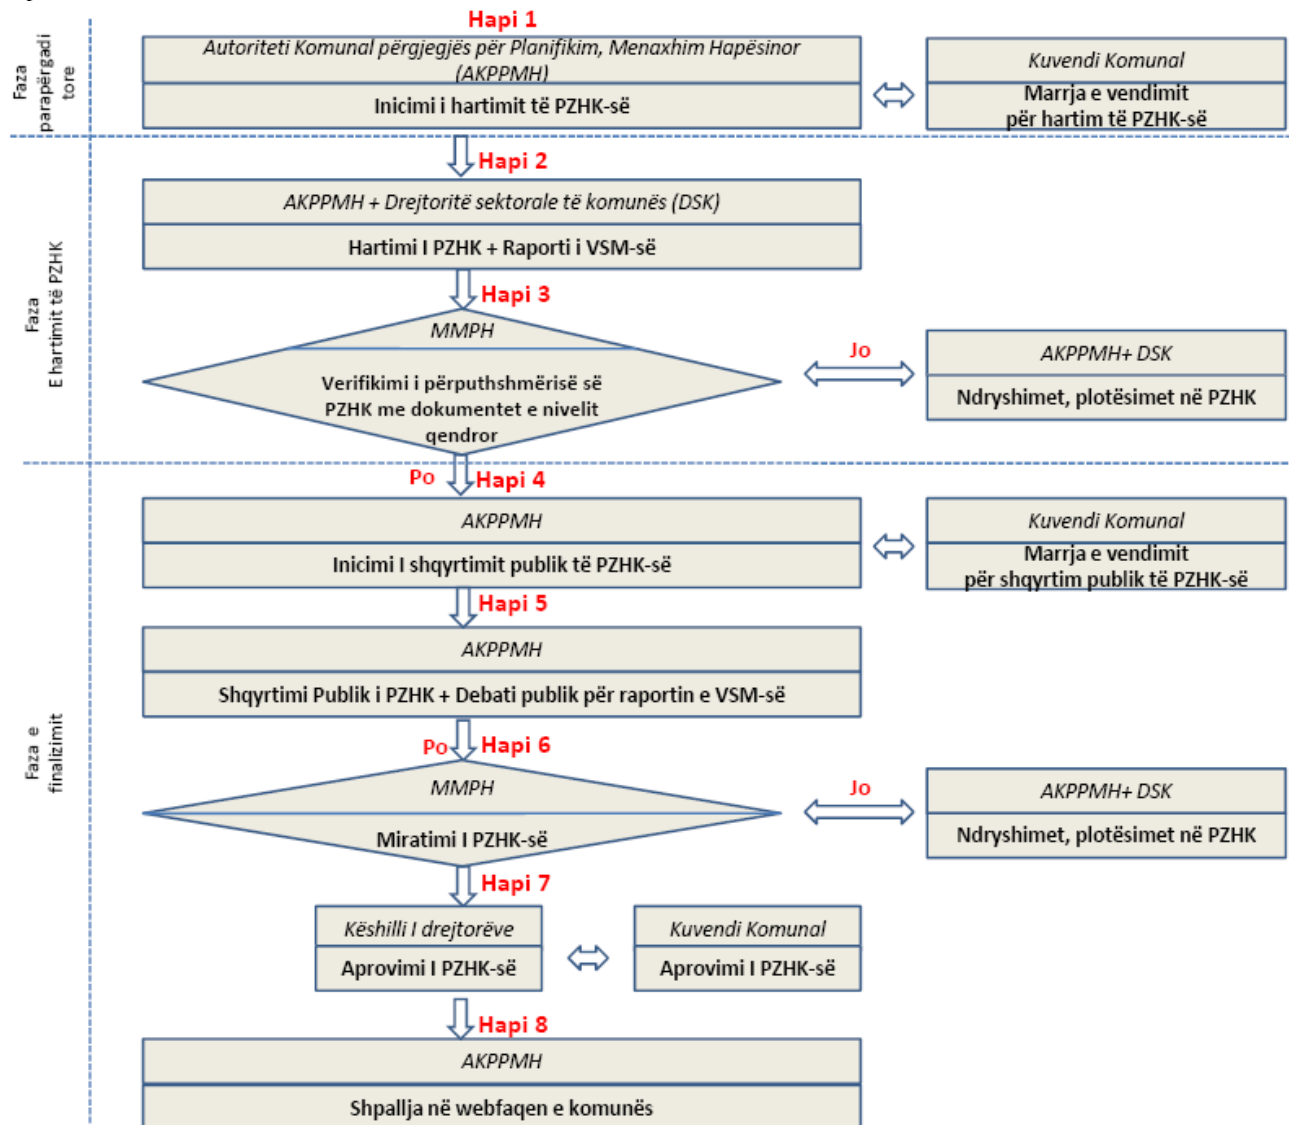 Hapi 1
Faza
parapërgadi
tore
Autoriteti Komunal përgjegjës për Planifikim, Menaxhim Hapësinor
(AKPPMH)
Inicimi i hartimit të PZHK-së
Kuvendi Komunal
Marrja e vendimit
për hartim të PZHK-së
Hapi 2
Faza
E hartimit të PZHK
AKPPMH + Drejtoritë sektorale të komunës (DSK)
Hartimi I PZHK + Raporti i VSM-së
Hapi 3
MMPH
Verifikimi i përputhshmërisë së
PZHK me dokumentet e nivelit
qendror
Jo
AKPPMH+ DSK
Ndryshimet, plotësimet në PZHK
Po
Hapi 4
Faza e
finalizimit
AKPPMH
Inicimi I shqyrtimit publik të PZHK-së
Kuvendi Komunal
Marrja e vendimit
për shqyrtim publik të PZHK-së
Hapi 5
AKPPMH
Shqyrtimi Publik i PZHK + Debati publik për raportin e VSM-së
Po
Hapi 6
MMPH
Miratimi I PZHK-së
Jo
AKPPMH+ DSK
Ndryshimet, plotësimet në PZHK
Hapi 7
Këshilli I drejtorëve
Aprovimi I PZHK-së
Kuvendi Komunal
Aprovimi I PZHK-së
Hapi 8
AKPPMH
Shpallja në webfaqen e komunës